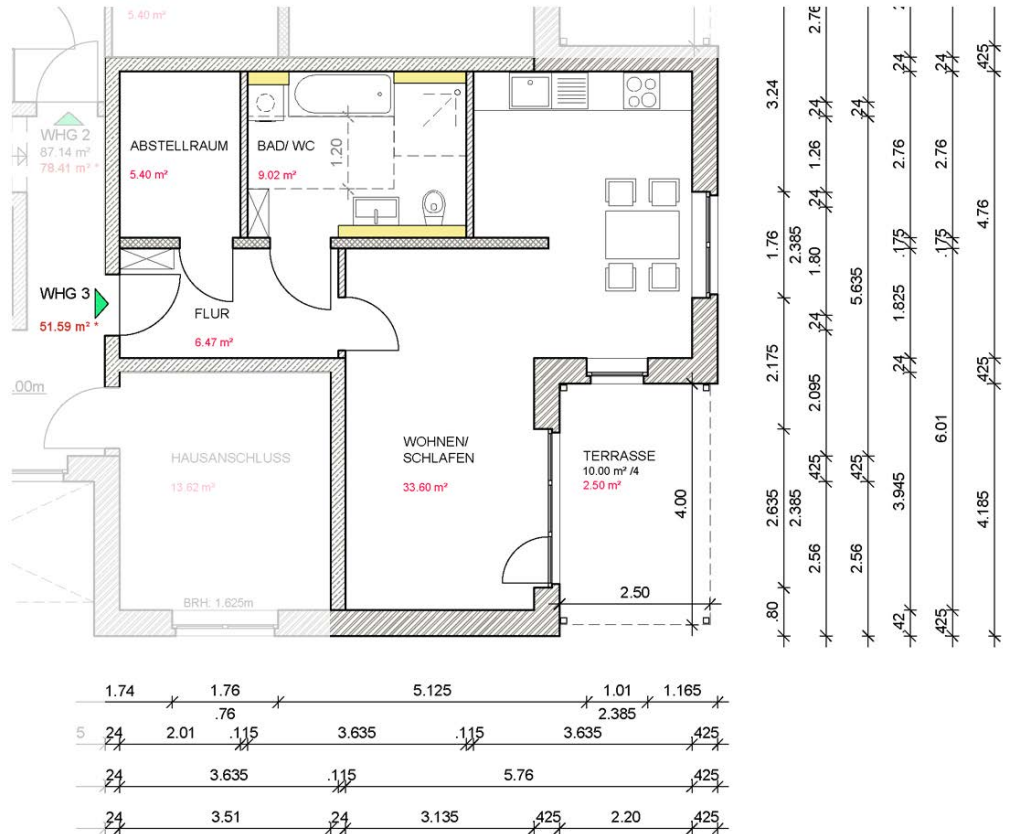 5.40 m²
WHG 2
87.14 m²
78.41 m² *
ABSTELLRAUM
5.40 m²
BAD/ WC
9.02 m²
1.20
WHG 3
51.59 m² *
FLUR
6.47 m²
.00m
HAUSANSCHLUSS
13.62 m²
BRH: 1.625m
WOHNEN/
SCHLAFEN
33.60 m²
TERRASSE
10.00 m² /4
2.50 m²
4.00
2.50
3.24
1.76
2.385
2.175
2.635
2.385
.80
2.76
24
1.26
24
1.80
24
2.095
425
2.56
24
5.635
425
2.56
24
2.76
.175
1.825
24
3.945
42
24
2.76
.175
6.01
425
425
4.76
425
4.185
1.74 1.76 5.125 1.01 1.165
.76 2.385
5 24 2.01 .115 3.635 .115 3.635 425
24 3.635 .115 5.76 425
24 3.51 24 3.135 425 2.20 425